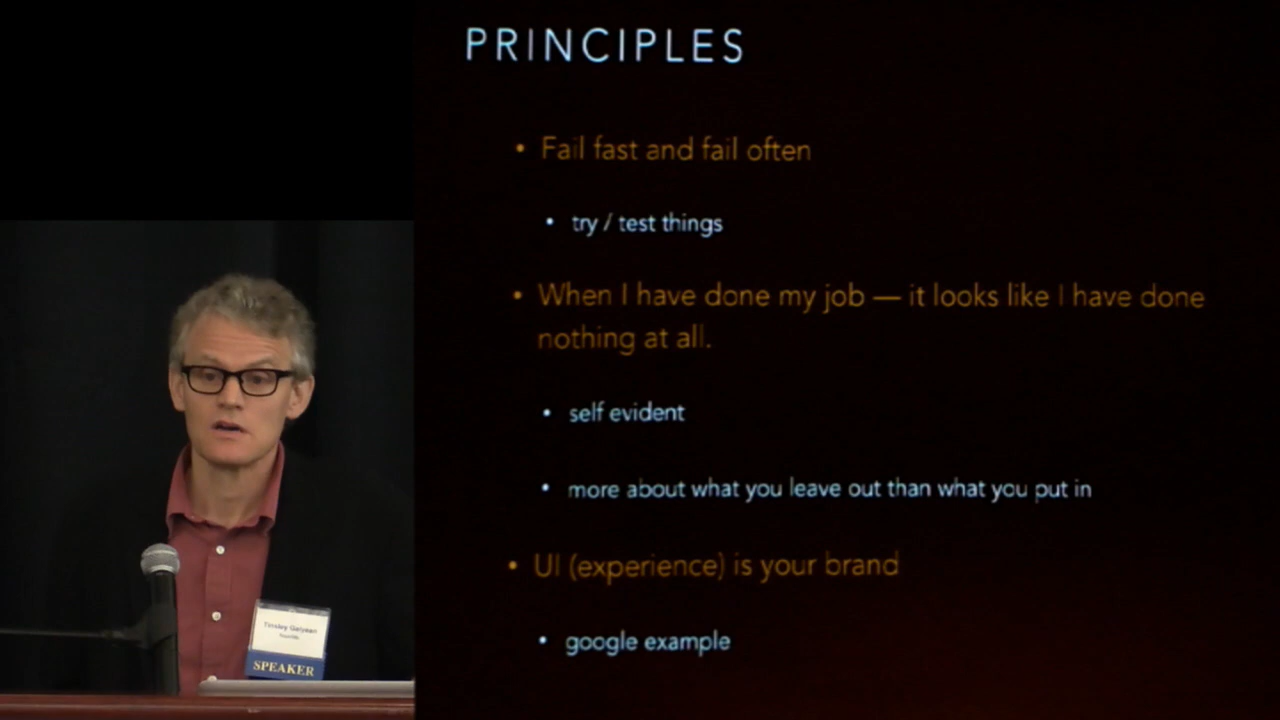 PRINCIPLES
• Fail fast and fail often
• try / test things
• When I have done my job — it looks like I have done
nothing at all.
• self evident
• more about what you leave out than what you put in
• UI (experience) is your brand
• google example
Tinsley Galyean
SPEAKER